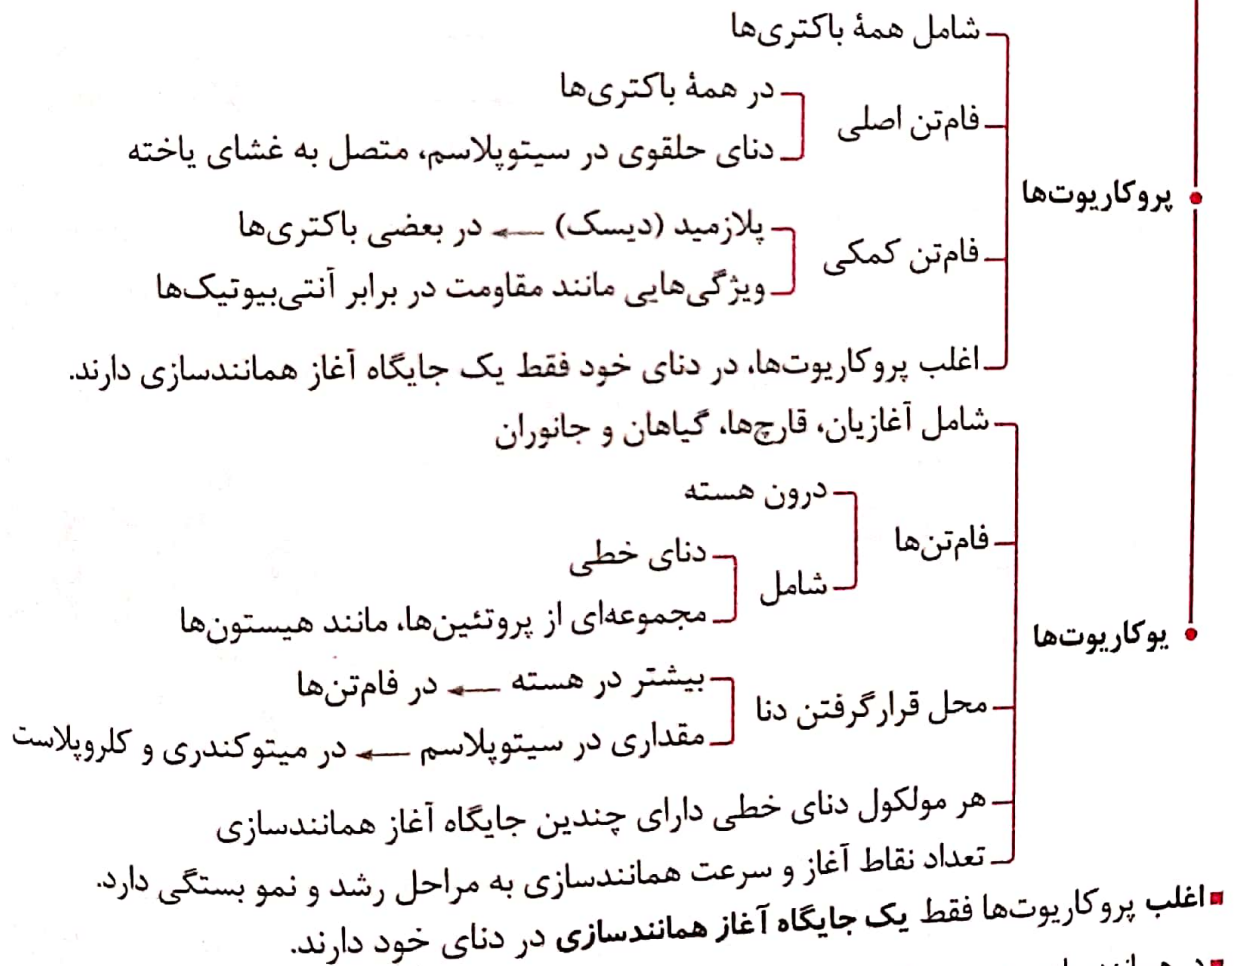 شامل همهٔ باکتری‌ها
در همهٔ باکتری‌ها
فام‌تن اصلی
دنای حلقوی در سیتوپلاسم، متصل به غشای یاخته
پروکاریوت‌ها
پلازمید (دیسک) ← در بعضی باکتری‌ها
فام‌تن کمکی
ویژگی‌هایی مانند مقاومت در برابر آنتی‌بیوتیک‌ها
اغلب پروکاریوت‌ها، در دنای خود فقط یک جایگاه آغاز همانندسازی دارند.
شامل آغازیان، قارچ‌ها، گیاهان و جانوران
درون هسته
فام‌تن‌ها
دنای خطی
شامل
مجموعه‌ای از پروتئین‌ها، مانند هیستون‌ها
یوکاریوت‌ها
بیشتر در هسته ← در فام‌تن‌ها
محل قرارگرفتن دنا
مقداری در سیتوپلاسم ← در میتوکندری و کلروپلاست
هر مولکول دنای خطی دارای چندین جایگاه آغاز همانندسازی
تعداد نقاط آغاز و سرعت همانندسازی به مراحل رشد و نمو بستگی دارد.
اغلب پروکاریوت‌ها فقط یک جایگاه آغاز همانندسازی در دنای خود دارند.